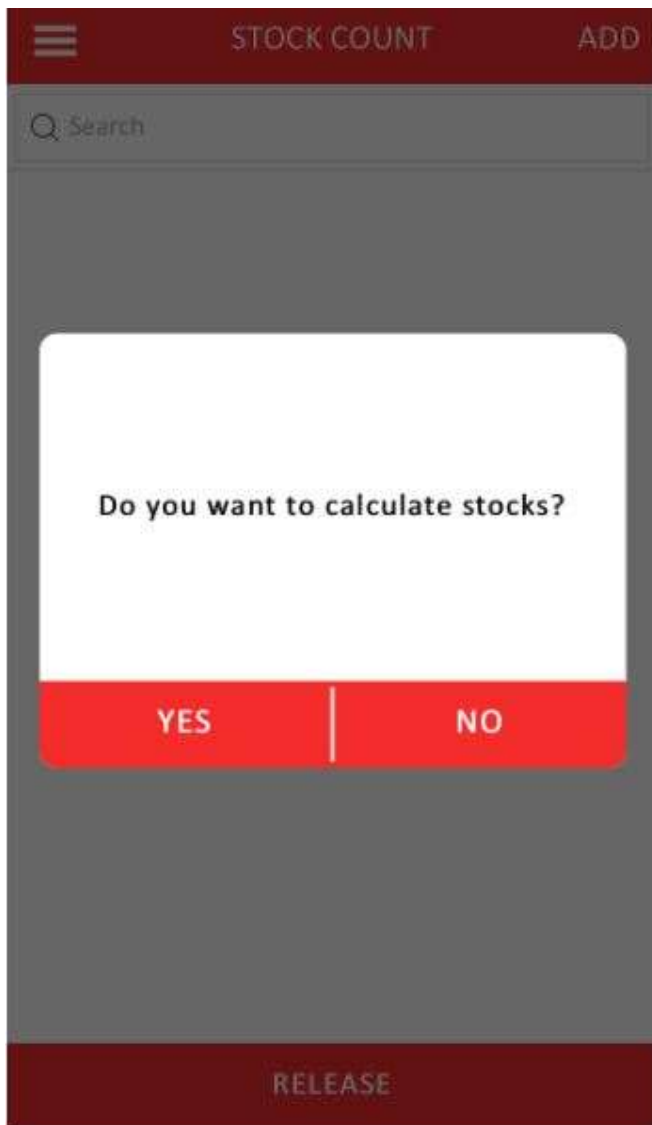 STOCK COUNT ADD
Search
Do you want to calculate stocks?
YES NO
RELEASE